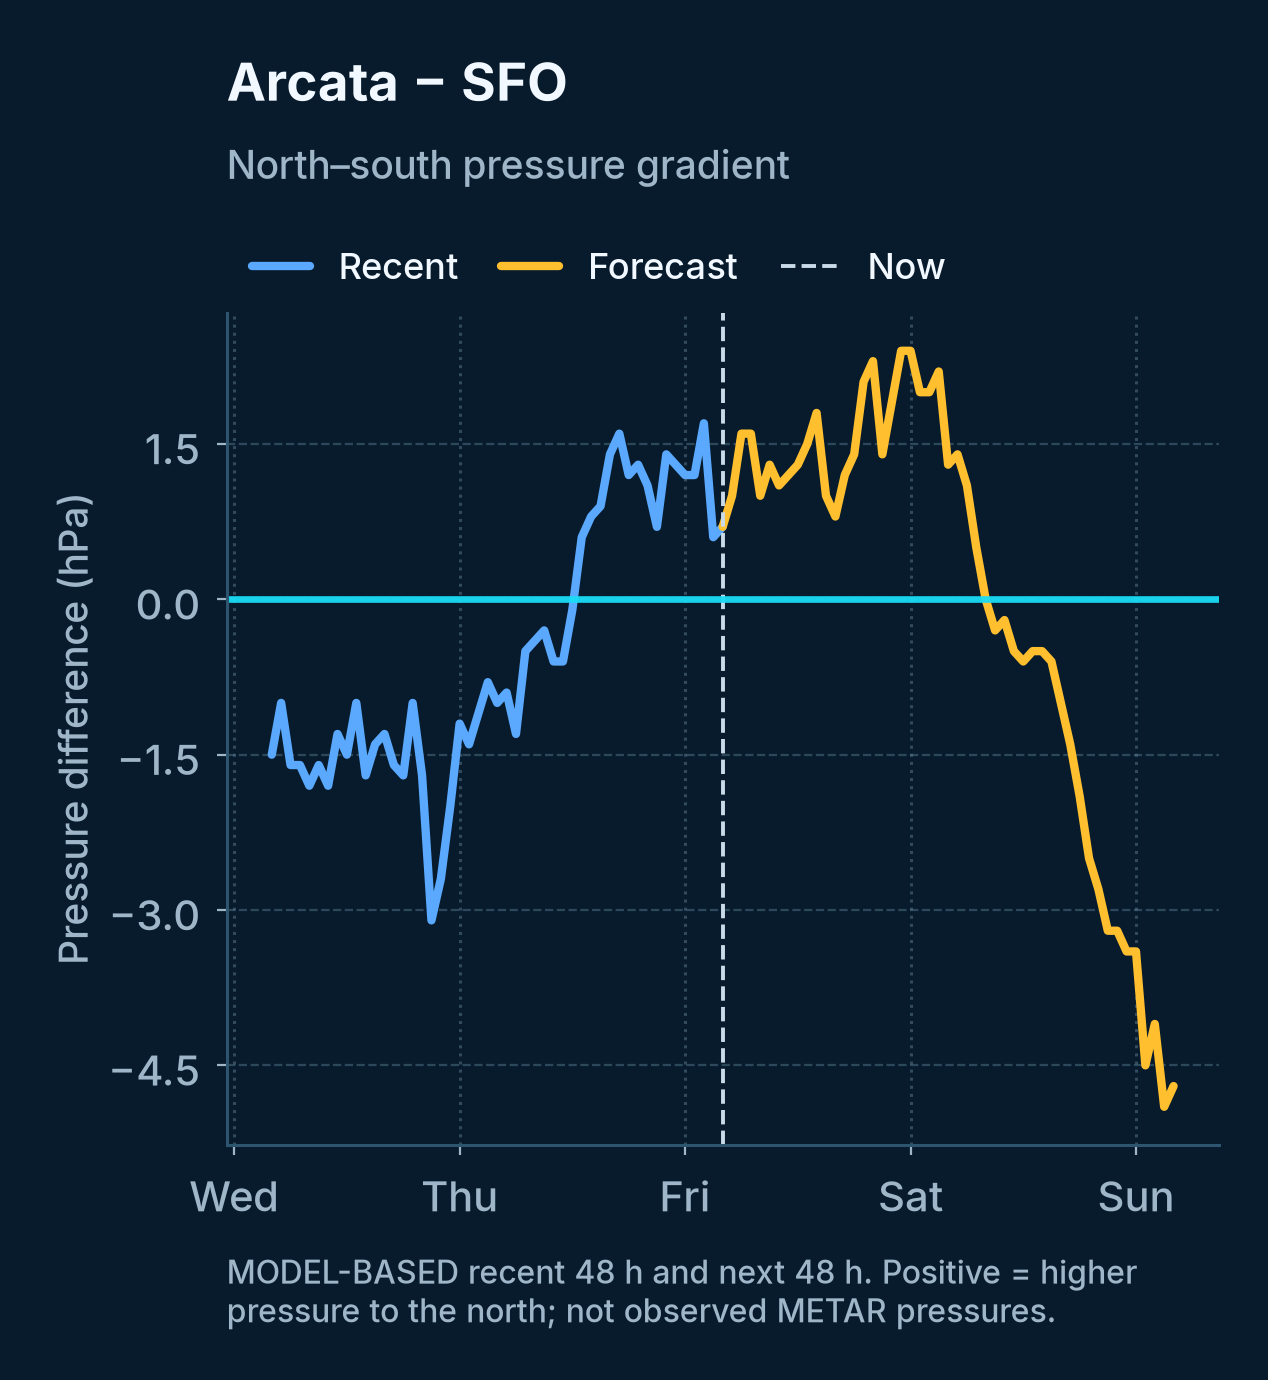 Arcata – SFO
North–south pressure gradient
Recent Forecast Now
Pressure difference (hPa)
1.5
0.0
−1.5
−3.0
−4.5
Wed Thu Fri Sat Sun
MODEL-BASED recent 48 h and next 48 h. Positive = higher
pressure to the north; not observed METAR pressures.